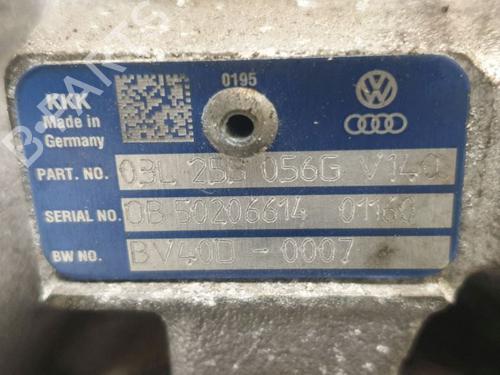 KKK
Made in
Germany
0195
PART. NO. 03L 253 056G V140
SERIAL NO. 0B 50206614 01160
BW NO. BV40D-0007
B-PARTS